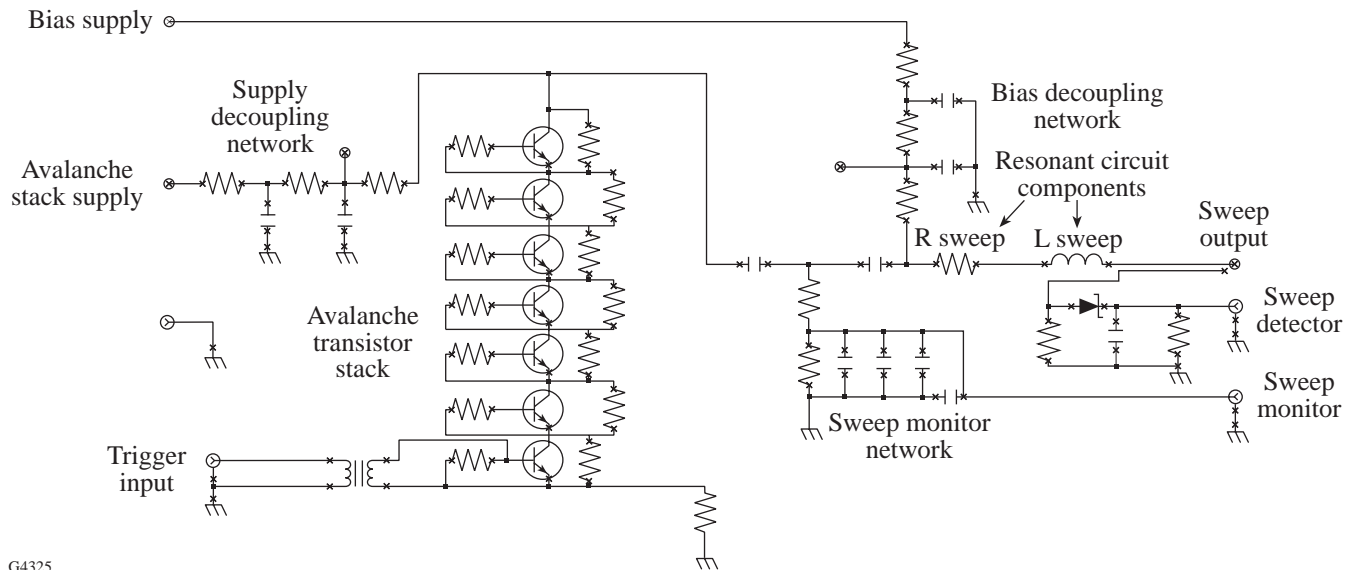 Bias supply
Supply
decoupling
network
Bias decoupling
network
Avalanche
stack supply
Resonant circuit
components
R sweep
L sweep
Sweep
output
Avalanche
transistor
stack
Sweep
detector
Sweep monitor
network
Sweep
monitor
Trigger
input
G4325